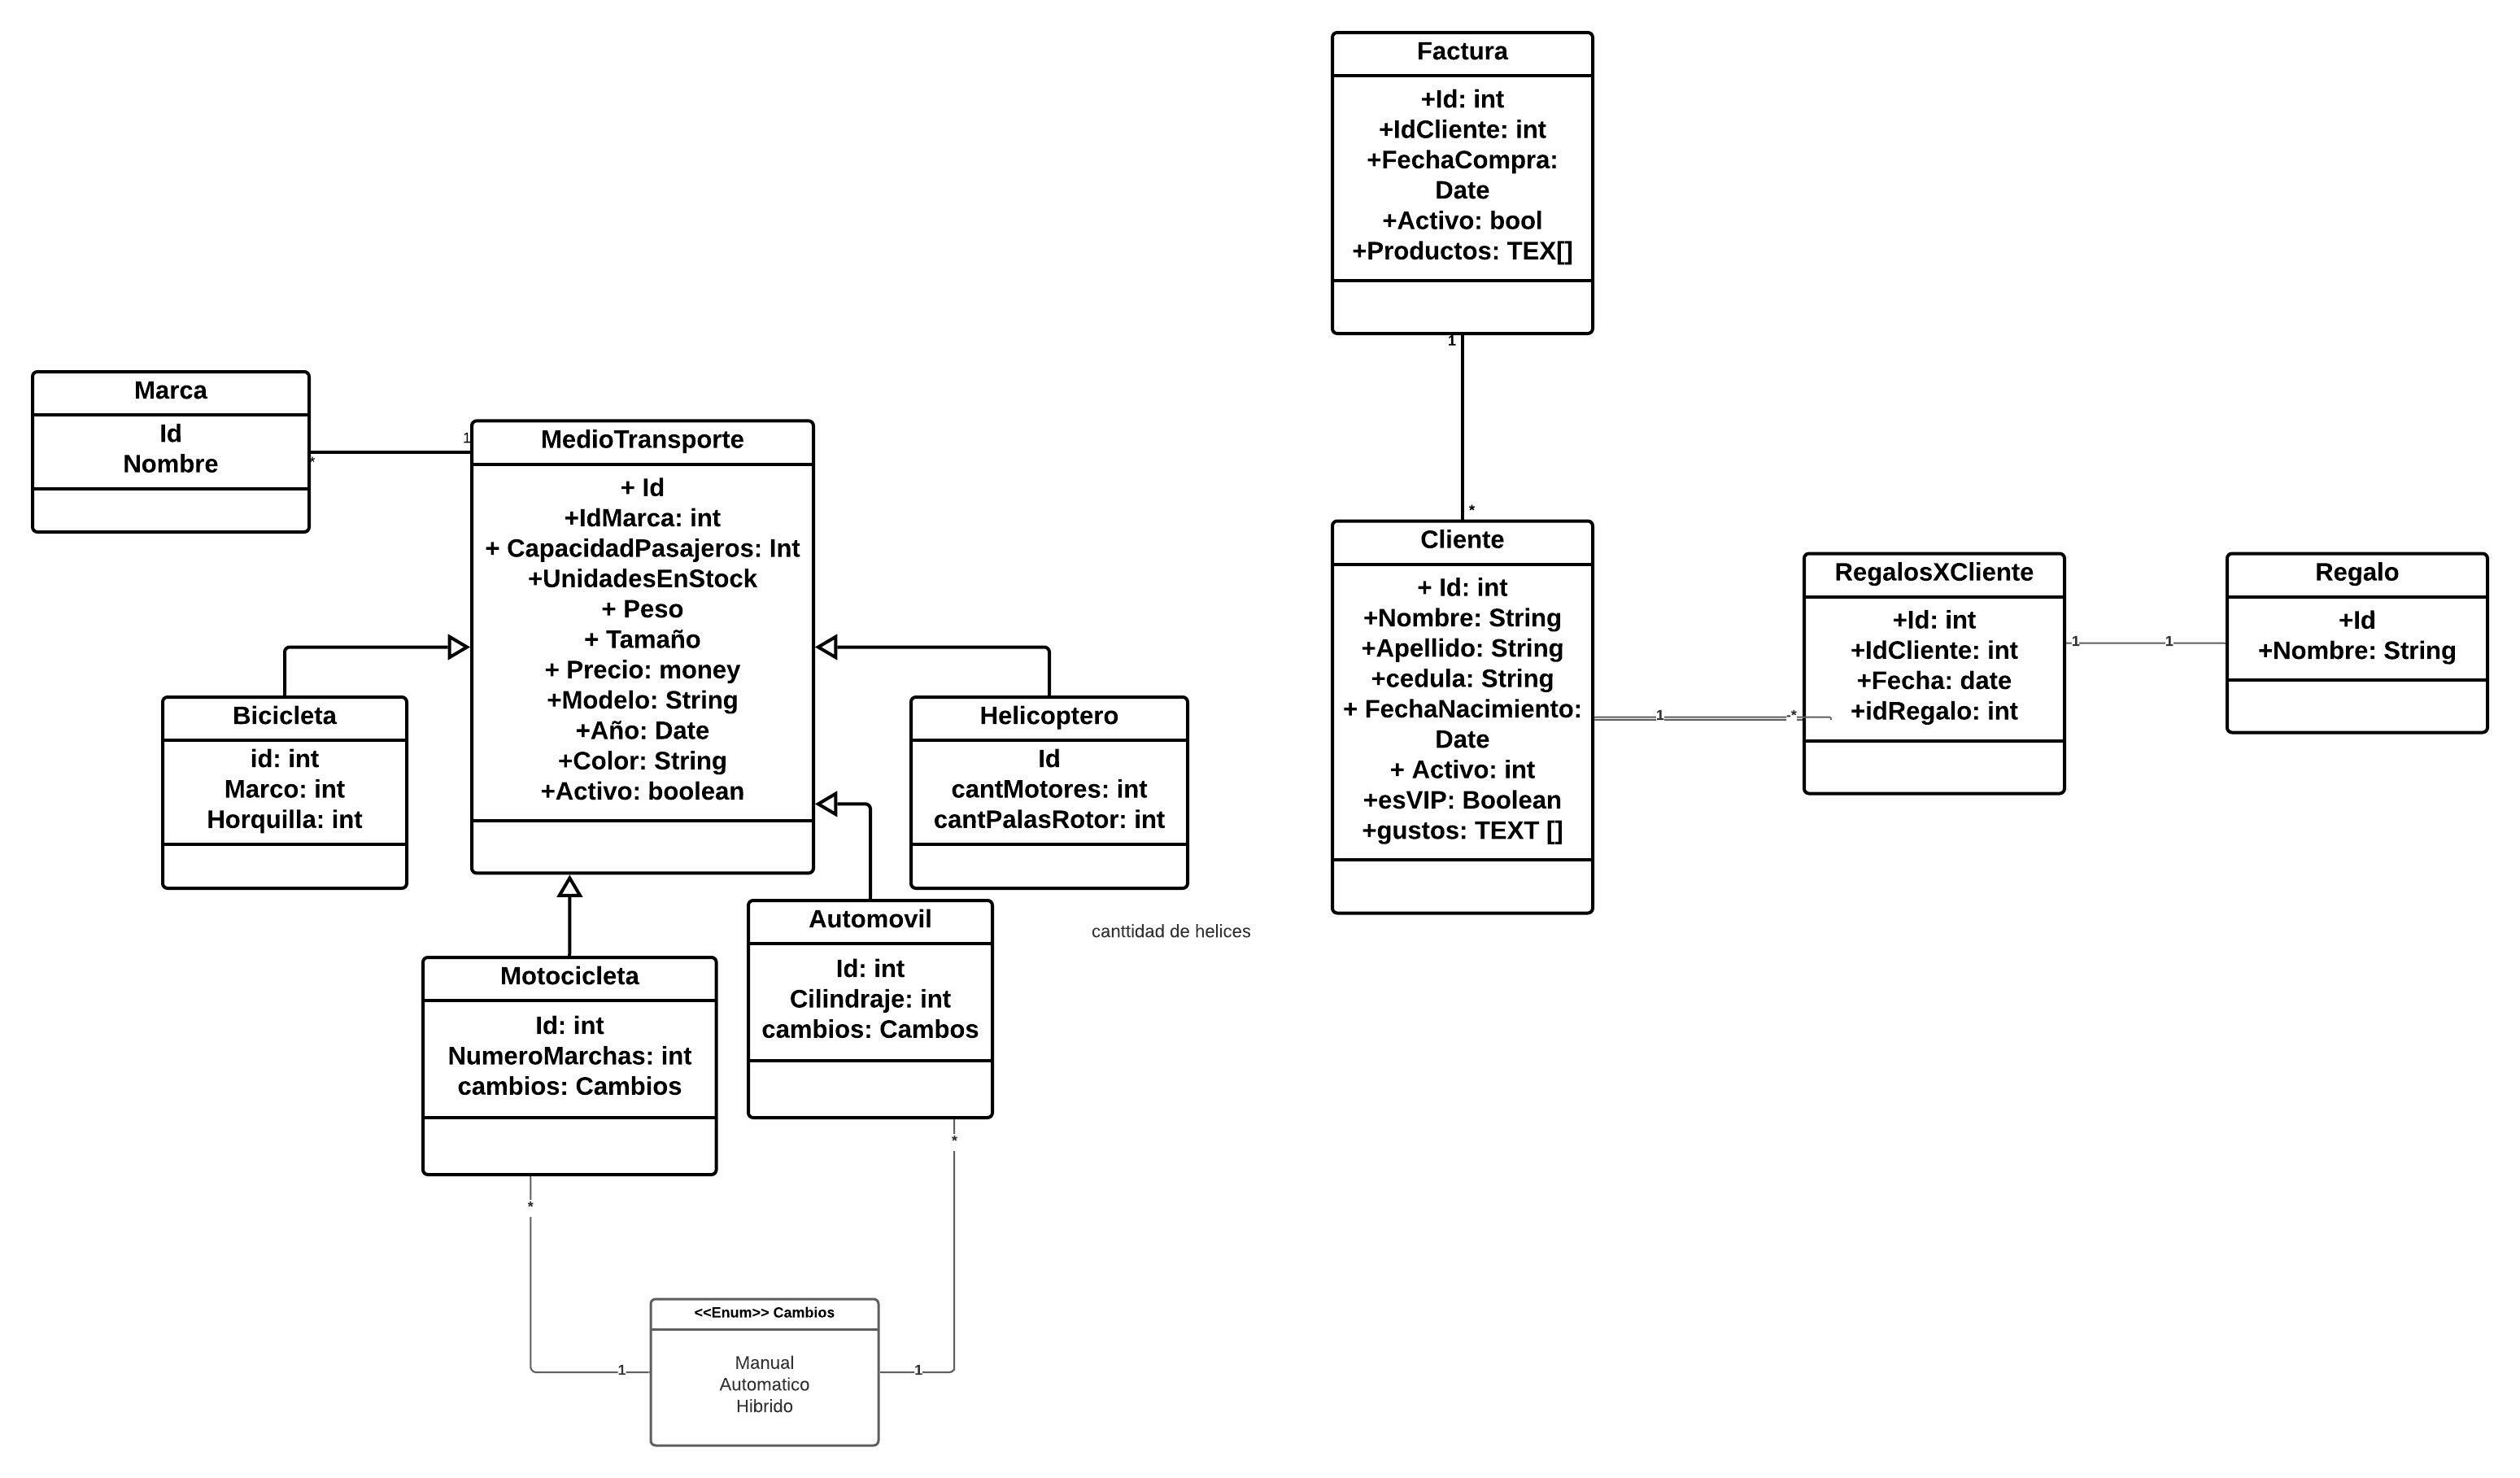 Factura
+Id: int
+IdCliente: int
+FechaCompra:
Date
+Activo: bool
+Productos: TEX[]
1
*
Marca
Id
Nombre
*
1
MedioTransporte
+ Id
+IdMarca: int
+ CapacidadPasajeros: Int
+UnidadesEnStock
+ Peso
+ Tamaño
+ Precio: money
+Modelo: String
+Año: Date
+Color: String
+Activo: boolean
Cliente
+ Id: int
+Nombre: String
+Apellido: String
+cedula: String
+ FechaNacimiento:
Date
+ Activo: int
+esVIP: Boolean
+gustos: TEXT []
1
-*
RegalosXCliente
+Id: int
+IdCliente: int
+Fecha: date
+idRegalo: int
1
1
Regalo
+Id
+Nombre: String
Bicicleta
id: int
Marco: int
Horquilla: int
Helicoptero
Id
cantMotores: int
cantPalasRotor: int
canttidad de helices
Automovil
Id: int
Cilindraje: int
cambios: Cambos
*
Motocicleta
Id: int
NumeroMarchas: int
cambios: Cambios
*
1
1
<<Enum>> Cambios
Manual
Automatico
Hibrido